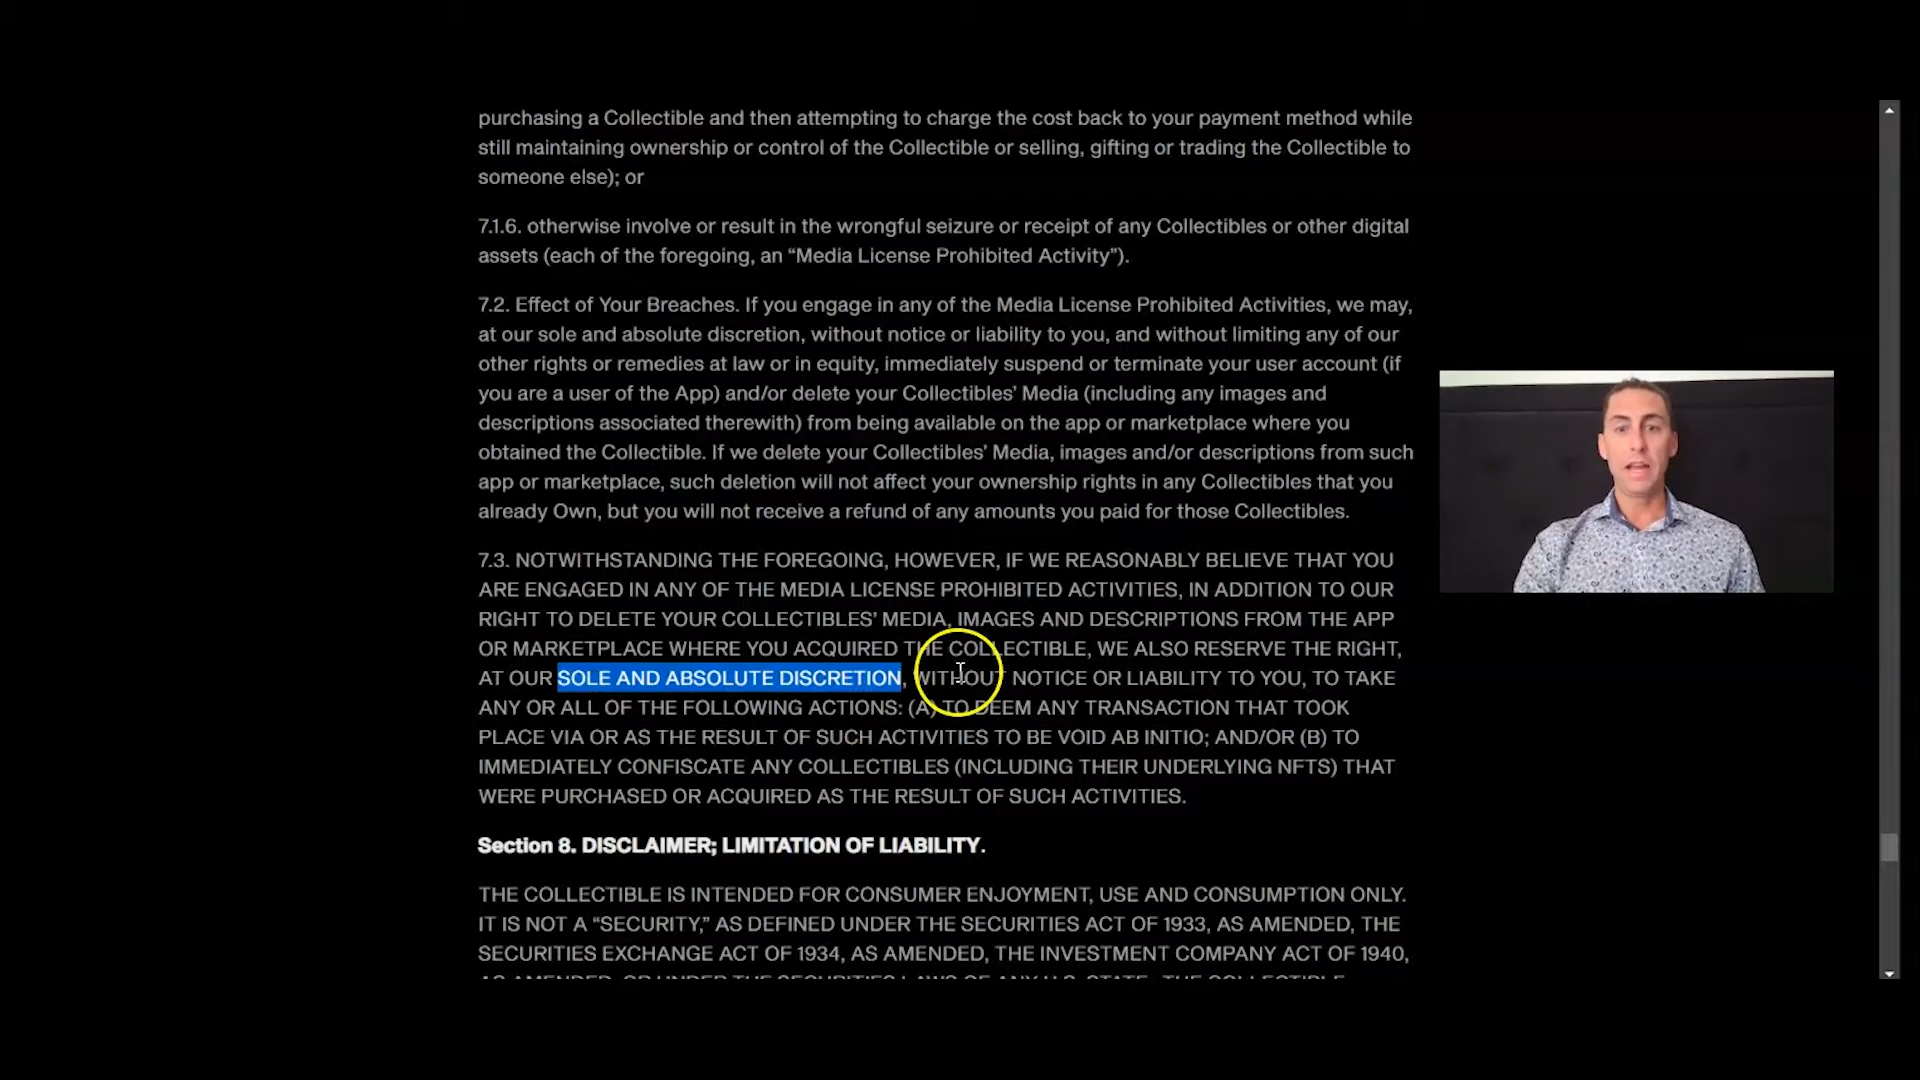 purchasing a Collectible and then attempting to charge the cost back to your payment method while
still maintaining ownership or control of the Collectible or selling, gifting or trading the Collectible to
someone else); or
7.1.6. otherwise involve or result in the wrongful seizure or receipt of any Collectibles or other digital
assets (each of the foregoing, an “Media License Prohibited Activity”).
7.2. Effect of Your Breaches. If you engage in any of the Media License Prohibited Activities, we may,
at our sole and absolute discretion, without notice or liability to you, and without limiting any of our
other rights or remedies at law or in equity, immediately suspend or terminate your user account (if
you are a user of the App) and/or delete your Collectibles’ Media (including any images and
descriptions associated therewith) from being available on the app or marketplace where you
obtained the Collectible. If we delete your Collectibles’ Media, images and/or descriptions from such
app or marketplace, such deletion will not affect your ownership rights in any Collectibles that you
already Own, but you will not receive a refund of any amounts you paid for those Collectibles.
7.3. NOTWITHSTANDING THE FOREGOING, HOWEVER, IF WE REASONABLY BELIEVE THAT YOU
ARE ENGAGED IN ANY OF THE MEDIA LICENSE PROHIBITED ACTIVITIES, IN ADDITION TO OUR
RIGHT TO DELETE YOUR COLLECTIBLES’ MEDIA, IMAGES AND DESCRIPTIONS FROM THE APP
OR MARKETPLACE WHERE YOU ACQUIRED THE COLLECTIBLE, WE ALSO RESERVE THE RIGHT,
AT OUR SOLE AND ABSOLUTE DISCRETION, WITHOUT NOTICE OR LIABILITY TO YOU, TO TAKE
ANY OR ALL OF THE FOLLOWING ACTIONS: (A) TO DEEM ANY TRANSACTION THAT TOOK
PLACE VIA OR AS THE RESULT OF SUCH ACTIVITIES TO BE VOID AB INITIO; AND/OR (B) TO
IMMEDIATELY CONFISCATE ANY COLLECTIBLES (INCLUDING THEIR UNDERLYING NFTS) THAT
WERE PURCHASED OR ACQUIRED AS THE RESULT OF SUCH ACTIVITIES.
Section 8. DISCLAIMER; LIMITATION OF LIABILITY.
THE COLLECTIBLE IS INTENDED FOR CONSUMER ENJOYMENT, USE AND CONSUMPTION ONLY.
IT IS NOT A “SECURITY,” AS DEFINED UNDER THE SECURITIES ACT OF 1933, AS AMENDED, THE
SECURITIES EXCHANGE ACT OF 1934, AS AMENDED, THE INVESTMENT COMPANY ACT OF 1940,
AS AMENDED, OR UNDER THE SECURITIES LAWS OF ANY U.S. STATE. THE COLLECTIBLE